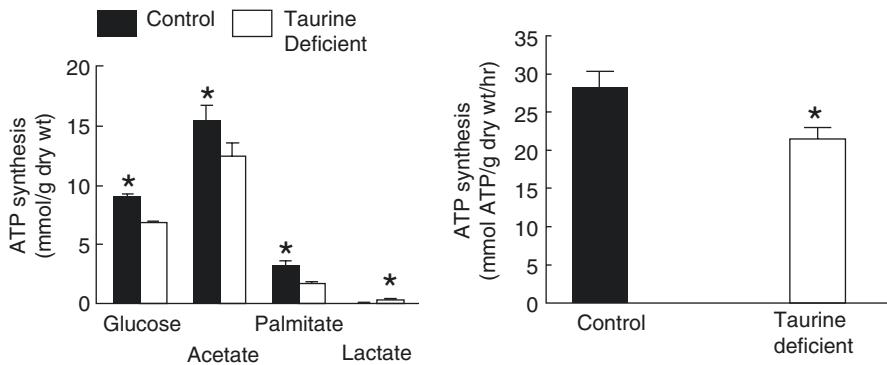 Control
Taurine
Deficient
ATP synthesis
(mmol/g dry wt)
20
15
10
5
0
*
*
*
*
Glucose
Acetate
Palmitate
Lactate
ATP synthesis
(mmol ATP/g dry wt/hr)
35
30
25
20
15
10
5
0
*
Control
Taurine
deficient